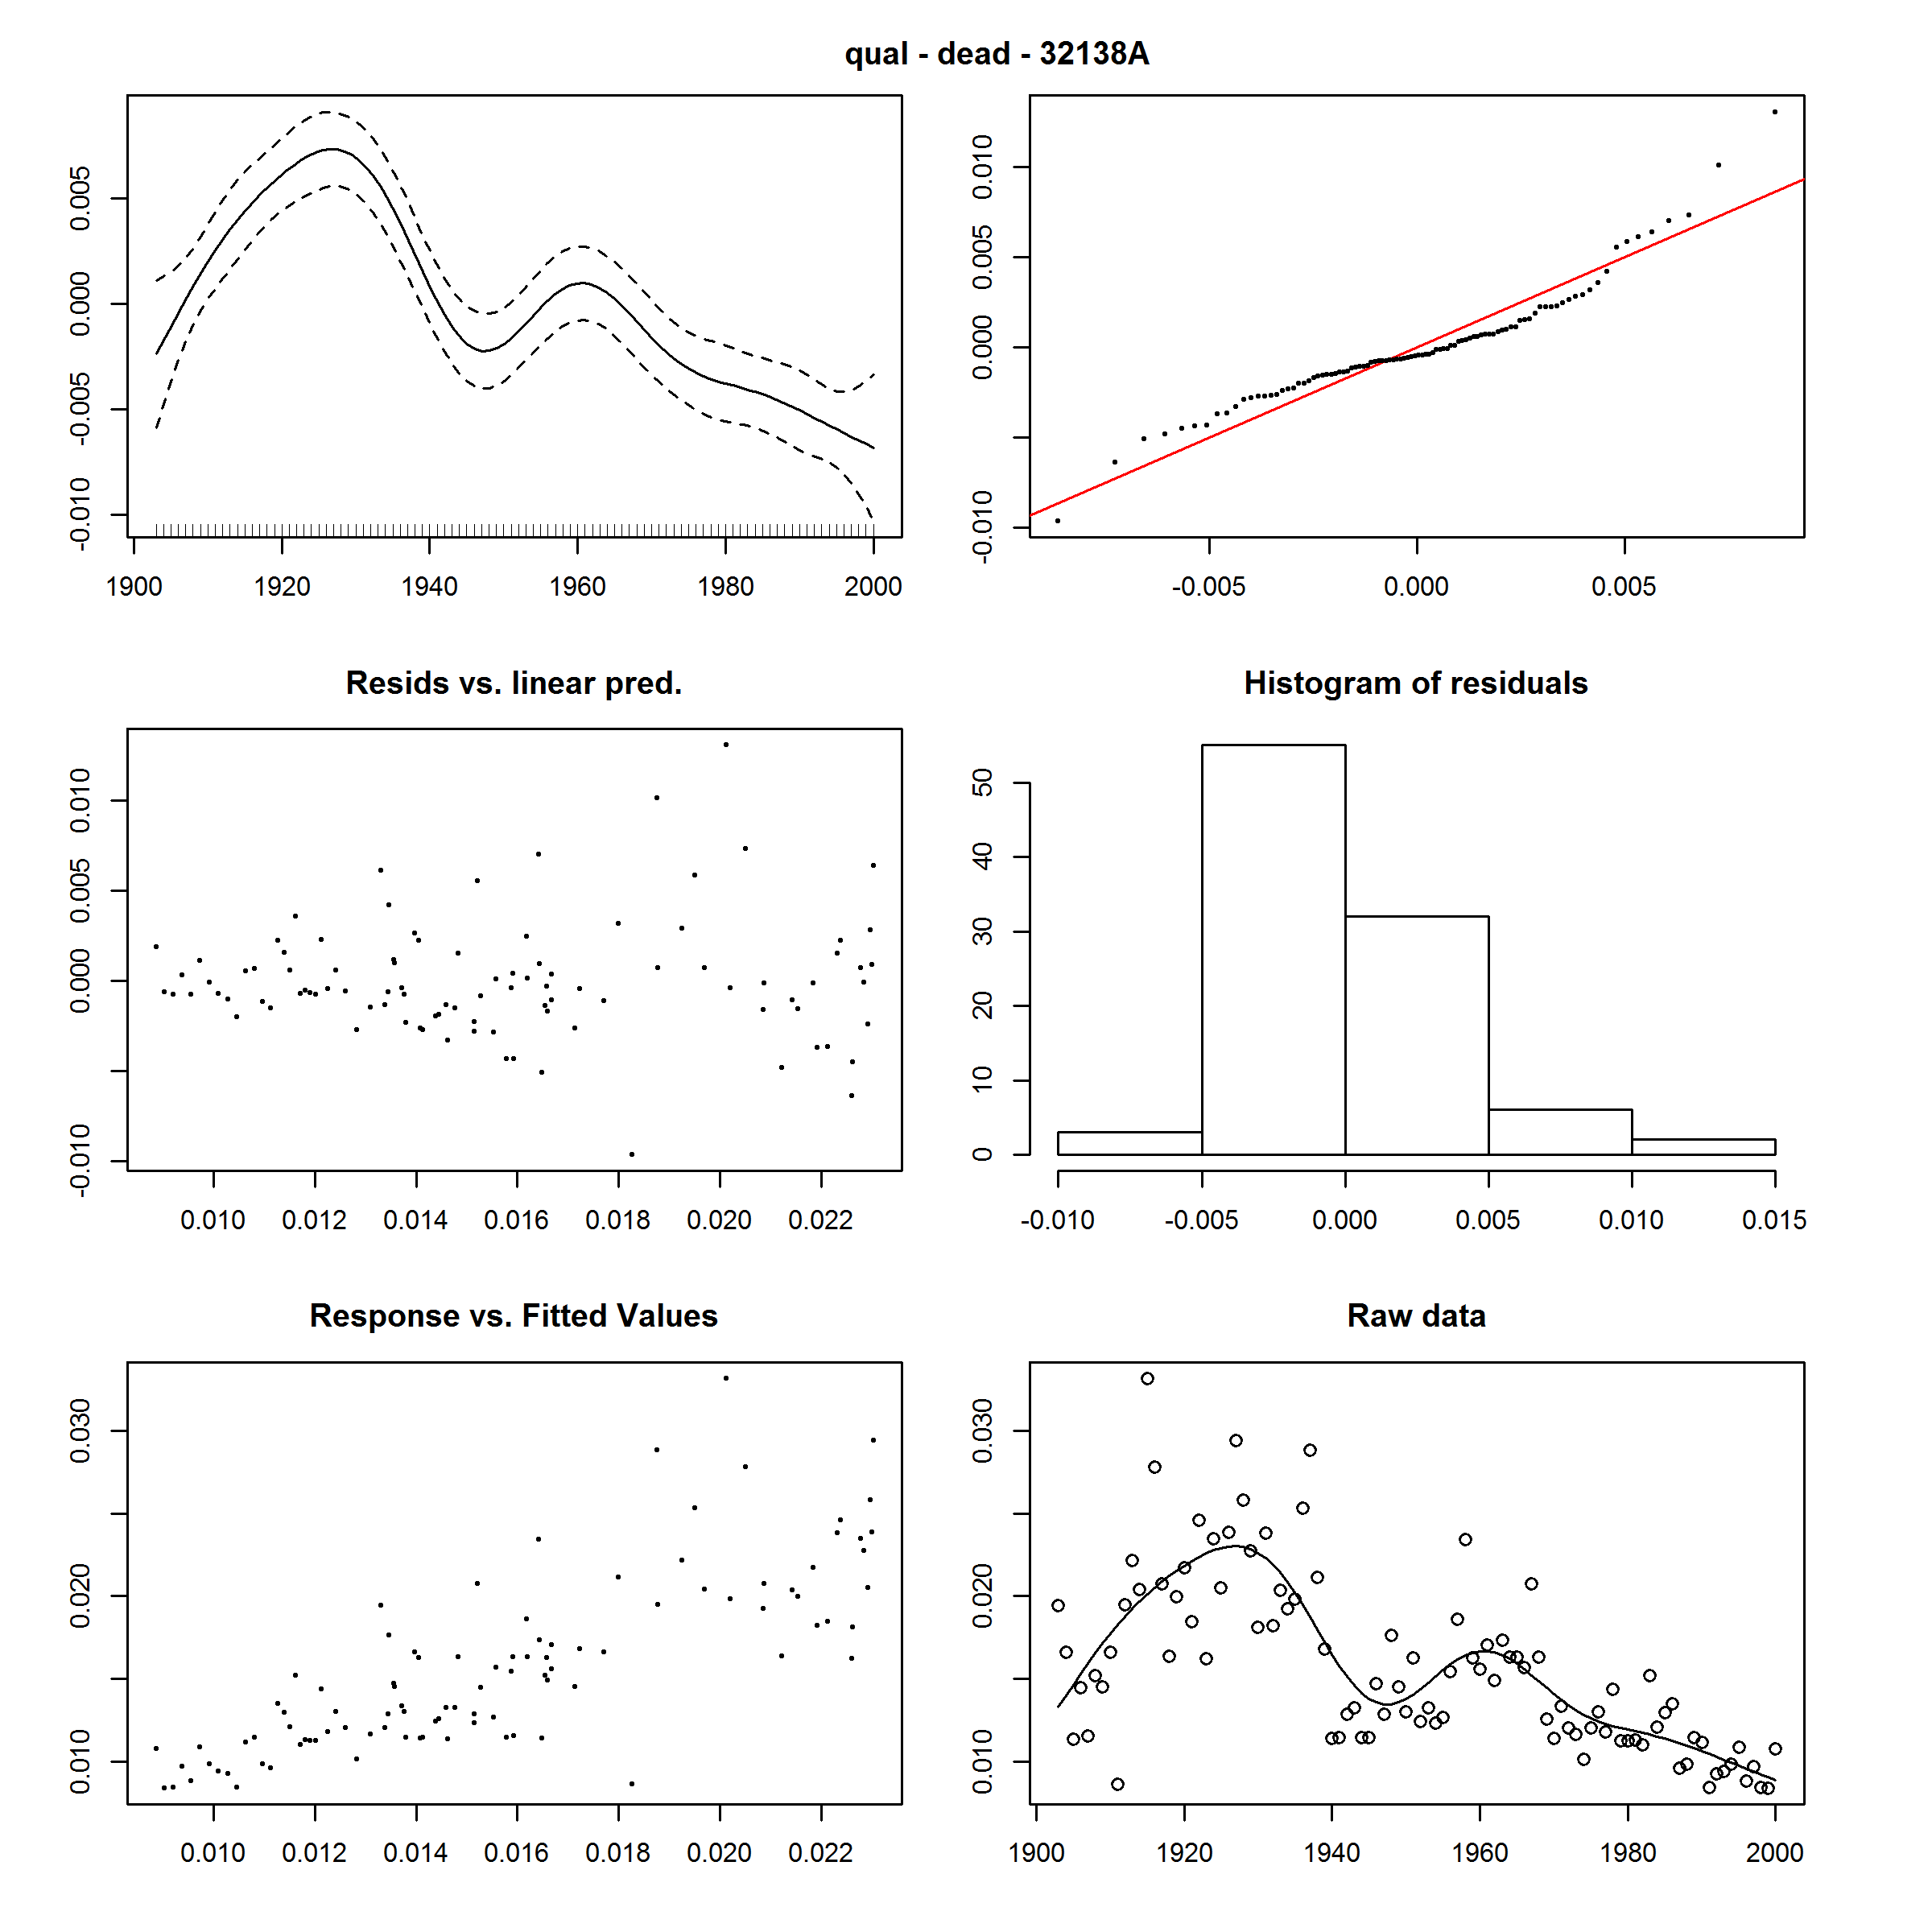 qual - dead - 32138A
0.005
0.000
-0.005
-0.010
1900 1920 1940 1960 1980 2000
0.010
0.005
0.000
-0.010
-0.005 0.000 0.005
Resids vs. linear pred.
0.010
0.005
0.000
-0.010
0.010 0.012 0.014 0.016 0.018 0.020 0.022
Histogram of residuals
50
40
30
20
10
0
-0.010 -0.005 0.000 0.005 0.010 0.015
Response vs. Fitted Values
0.030
0.020
0.010
0.010 0.012 0.014 0.016 0.018 0.020 0.022
Raw data
0.030
0.020
0.010
1900 1920 1940 1960 1980 2000